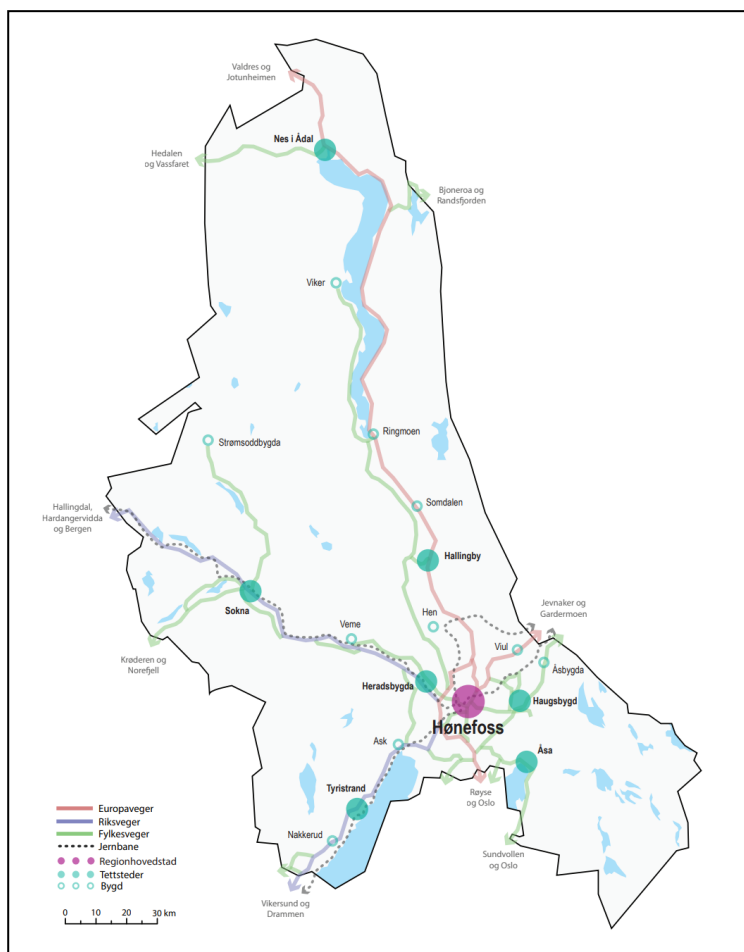 Valdres og
Jotunheimen
Nes i Ådal
Hedalen
og Vassfaret
Bjoneroa og
Randsfjorden
Viker
Ringmoen
Strømsoddbygda
Somdalen
Hallingdal,
Hardangervidda
og Bergen
Hallingby
Sokna
Hen
Jevnaker og
Gardermoen
Veme
Viul
Krøderen og
Norefjell
Åsbygda
Heradsbygda
Haugsbygd
Hønefoss
Ask
Åsa
Tyristrand
Røyse
og Oslo
Nakkerud
Sundvollen
og Oslo
Vikersund og
Drammen
Europaveger
Riksveger
Fylkesveger
Jernbane
Regionhovedstad
Tettsteder
Bygd
0 10 20 30 km